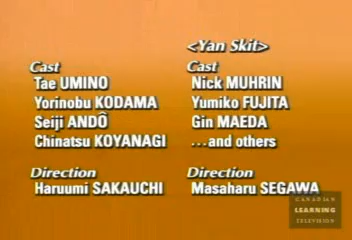 Cast
Tae UMINO
Yorinobu KODAMA
Seiji ANDÔ
Chinatsu KOYANAGI
Direction
Haruumi SAKAUCHI
<Yan Skit>
Cast
Nick MUHRIN
Yumiko FUJITA
Gin MAEDA
...and others
Direction
Masaharu SEGAWA
CANADIAN
LEARNING
TELEVISION